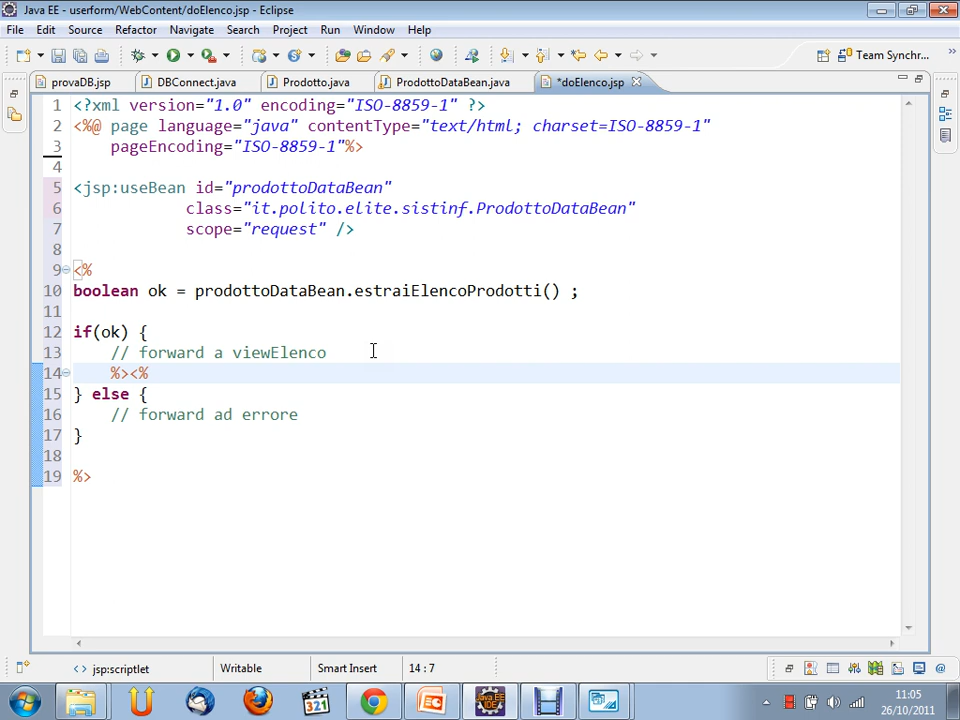 Java EE - userform/WebContent/doElenco.jsp - Eclipse
File Edit Source Refactor Navigate Search Project Run Window Help
Team Synchr... »
provaDB.jsp DBConnect.java Prodotto.java ProdottoDataBean.java *doElenco.jsp
1 <?xml version="1.0" encoding="ISO-8859-1" ?>
2 <%@ page language="java" contentType="text/html; charset=ISO-8859-1"
3 pageEncoding="ISO-8859-1"%>
4
5 <jsp:useBean id="prodottoDataBean"
6 class="it.polito.elite.sistinf.ProdottoDataBean"
7 scope="request" />
8
9 <%
10 boolean ok = prodottoDataBean.estraiElencoProdotti() ;
11
12 if(ok) {
13 // forward a viewElenco
14 %><%
15 } else {
16 // forward ad errore
17 }
18
19 %>
<> jsp:scriptlet Writable Smart Insert 14 : 7
321 Java EE IDE
11:05
26/10/2011